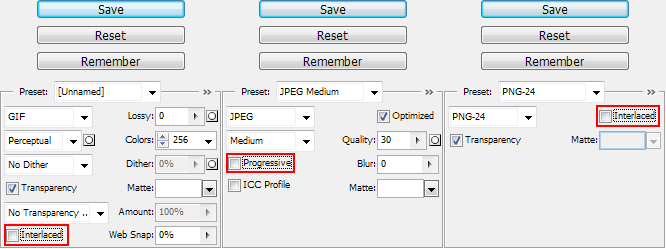 Save
Reset
Remember
Preset: [Unnamed]
GIF Lossy: 0
Perceptual Colors: 256
No Dither Dither: 0%
Transparency Matte:
No Transparency .. Amount: 100%
Interlaced Web Snap: 0%
Save
Reset
Remember
Preset: JPEG Medium
JPEG Optimized
Medium Quality: 30
Progressive Blur: 0
ICC Profile Matte:
Save
Reset
Remember
Preset: PNG-24
PNG-24 Interlaced
Transparency Matte: